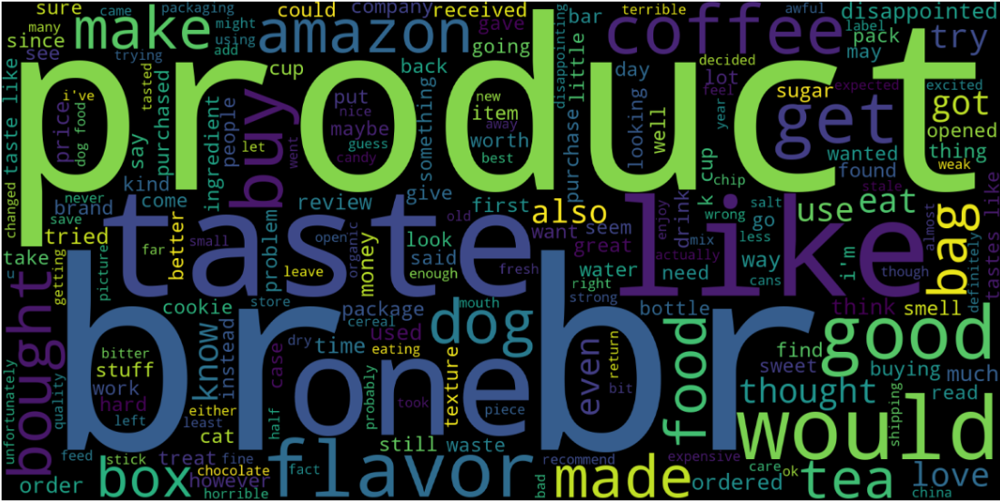 product
br br
taste
like
one
would
flavor
good
get
coffee
amazon
make
buy
bought
dog
food
tea
made
box
bag
love
thought
also
use
eat
got
try
even
know
texture
sure
many
since
see
came
packaging
might
using
add
trying
could
company
received
gave
going
disappointing
terrible
bar
little
awful
label
pack
may
disappointed
decided
lot
feel
year
day
looking
well
purchase
sugar
expected
excited
opened
thing
weak
wanted
found
stale
cup
back
something
put
nice
maybe
guess
candy
new
item
away
worth
best
i've
dog food
price
tasted
say
purchased
ingredient
people
let
went
changed
taste like
never
kind
come
brand
save
tried
take
getting
picture
far
better
small
problem
review
open
old
leave
organic
money
give
look
said
enough
first
want
seem
great
fresh
water
right
need
strong
enjoy
drink
actually
mix
k cup
chip
wrong
salt
go
less
way
cans
i'm
though
almost
definitely
tastes like
cookie
store
instead
case
package
cereal
used
dry
time
eating
probably
half
took
mouth
piece
return
bit
bottle
think
smell
find
sweet
buying
much
read
shipping
unfortunately
quality
bitter
stuff
work
hard
left
either
least
cat
feed
order
stick
treat
fine
chocolate
however
horrible
fact
still
waste
recommend
bad
expensive
ordered
care
ok
china